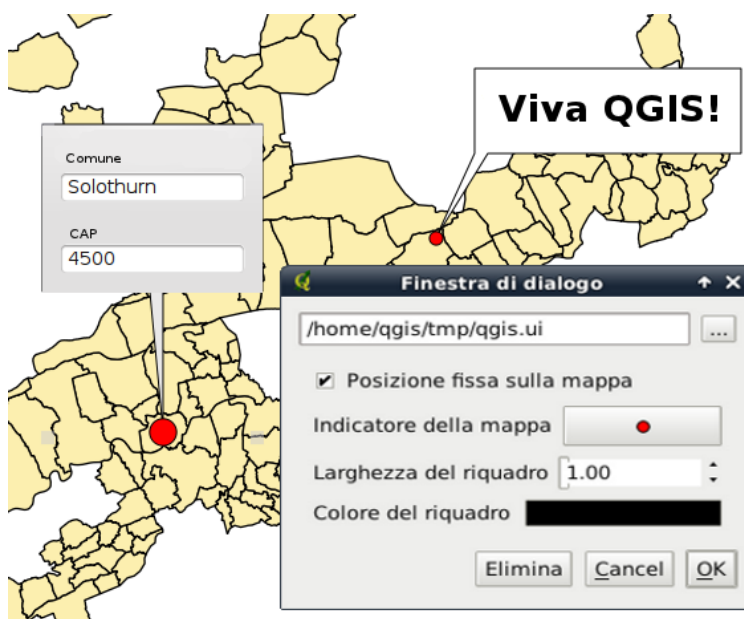 Viva QGIS!
Comune
Solothurn
CAP
4500
Finestra di dialogo
/home/qgis/tmp/qgis.ui
...
Posizione fissa sulla mappa
Indicatore della mappa
Larghezza del riquadro 1.00
Colore del riquadro
Elimina Cancel OK